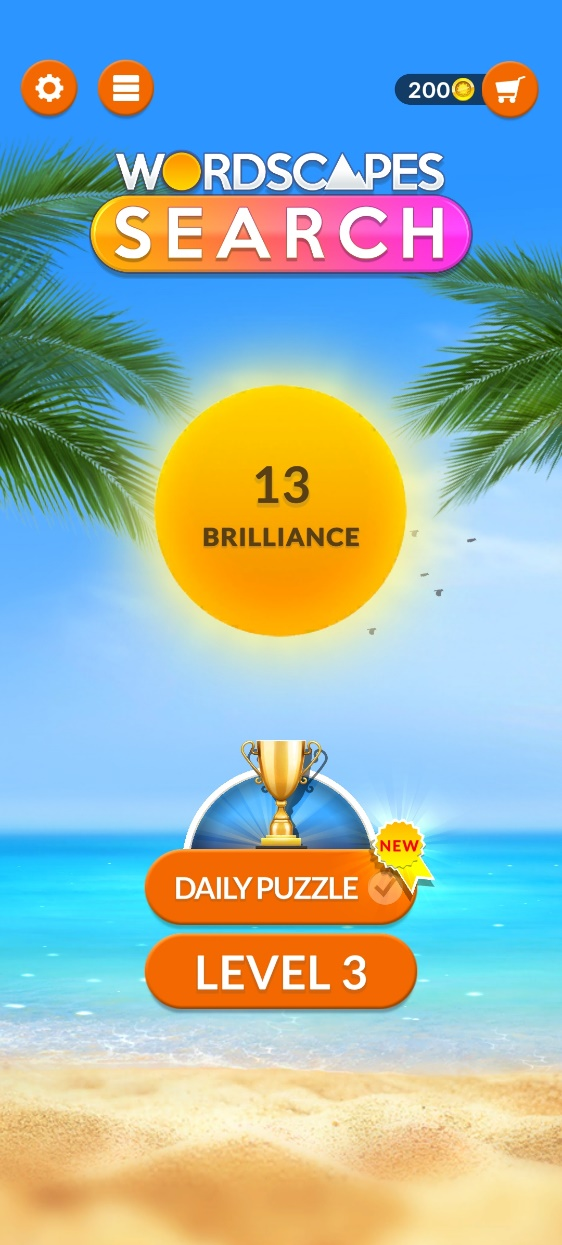 200
WORDSCAPES
SEARCH
13
BRILLIANCE
NEW
DAILY PUZZLE
LEVEL 3